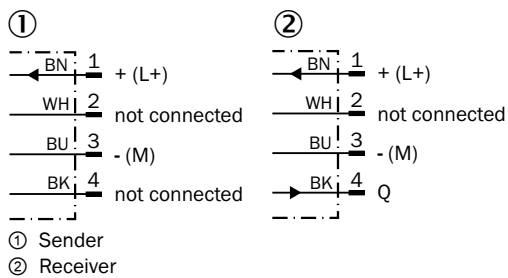 ① ②
BN 1 + (L+) BN 1 + (L+)
WH 2 not connected WH 2 not connected
BU 3 - (M) BU 3 - (M)
BK 4 not connected BK 4 Q
① Sender
② Receiver